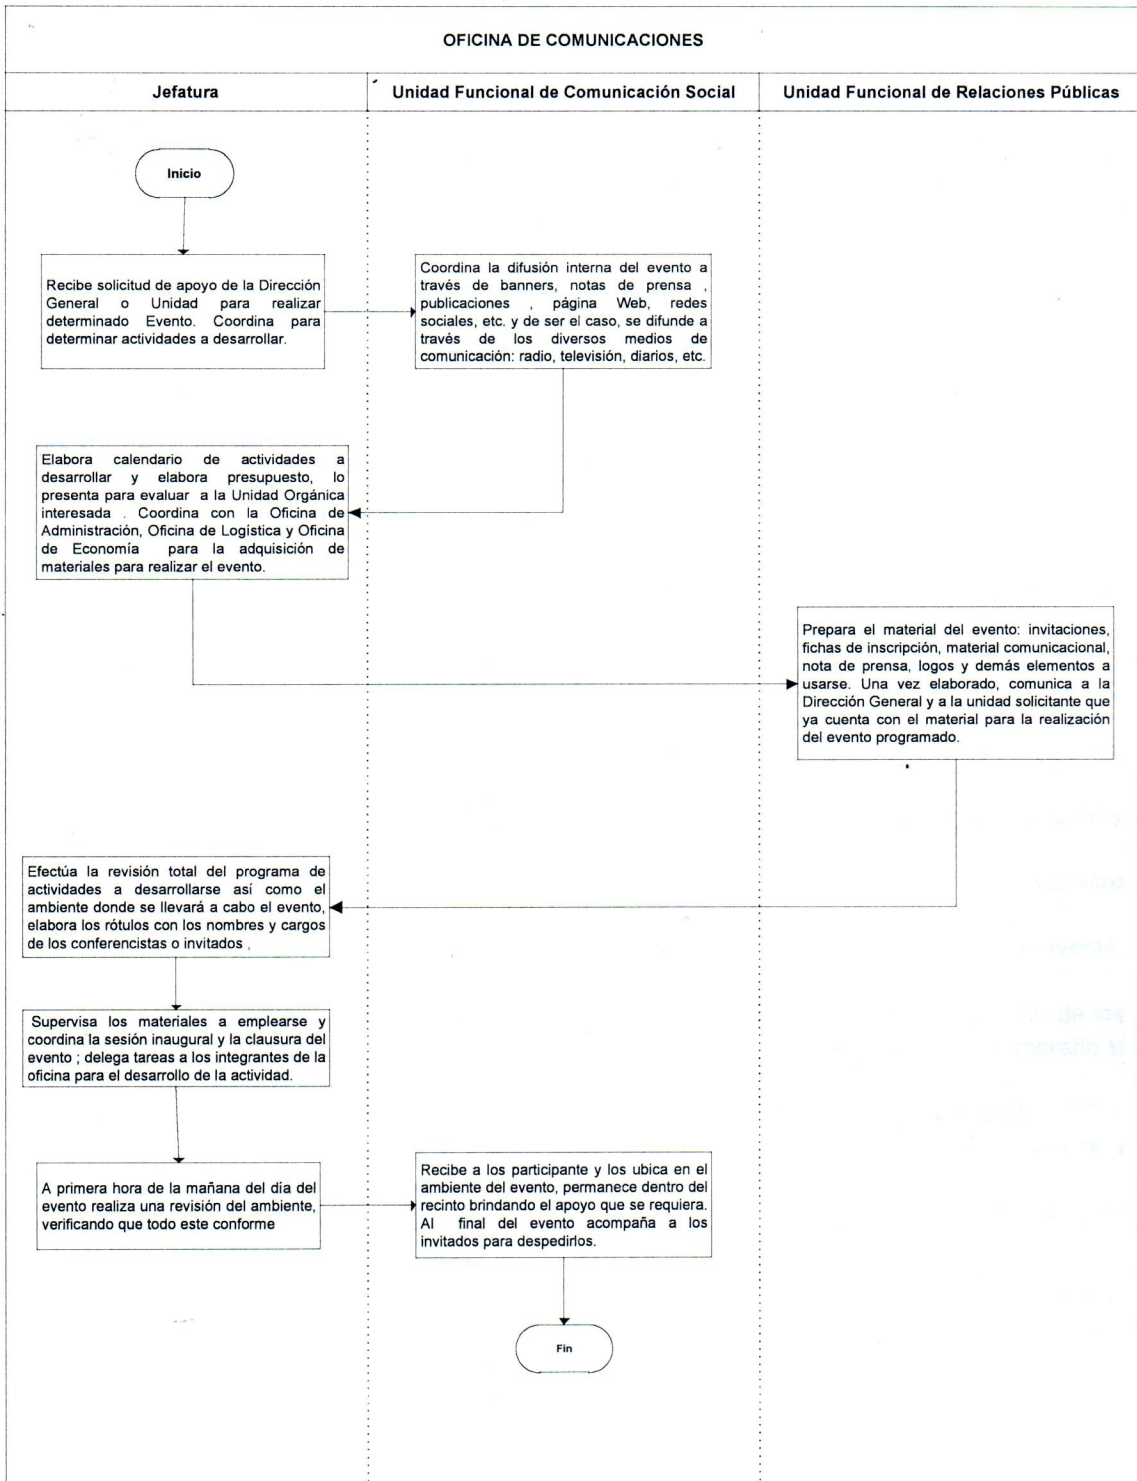 OFICINA DE COMUNICACIONES
Jefatura
Unidad Funcional de Comunicación Social
Unidad Funcional de Relaciones Públicas
Inicio
Recibe solicitud de apoyo de la Dirección
General o Unidad para realizar
determinado Evento. Coordina para
determinar actividades a desarrollar.
Coordina la difusión interna del evento a
través de banners, notas de prensa ,
publicaciones , página Web, redes
sociales, etc. y de ser el caso, se difunde a
través de los diversos medios de
comunicación: radio, televisión, diarios, etc.
Elabora calendario de actividades a
desarrollar y elabora presupuesto, lo
presenta para evaluar a la Unidad Orgánica
interesada . Coordina con la Oficina de
Administración, Oficina de Logística y Oficina
de Economía para la adquisición de
materiales para realizar el evento.
Prepara el material del evento: invitaciones,
fichas de inscripción, material comunicacional,
nota de prensa, logos y demás elementos a
usarse. Una vez elaborado, comunica a la
Dirección General y a la unidad solicitante que
ya cuenta con el material para la realización
del evento programado.
Efectúa la revisión total del programa de
actividades a desarrollarse así como el
ambiente donde se llevará a cabo el evento,
elabora los rótulos con los nombres y cargos
de los conferencistas o invitados .
Supervisa los materiales a emplearse y
coordina la sesión inaugural y la clausura del
evento ; delega tareas a los integrantes de la
oficina para el desarrollo de la actividad.
A primera hora de la mañana del día del
evento realiza una revisión del ambiente,
verificando que todo este conforme
Recibe a los participante y los ubica en el
ambiente del evento, permanece dentro del
recinto brindando el apoyo que se requiera.
Al final del evento acompaña a los
invitados para despedirlos.
Fin